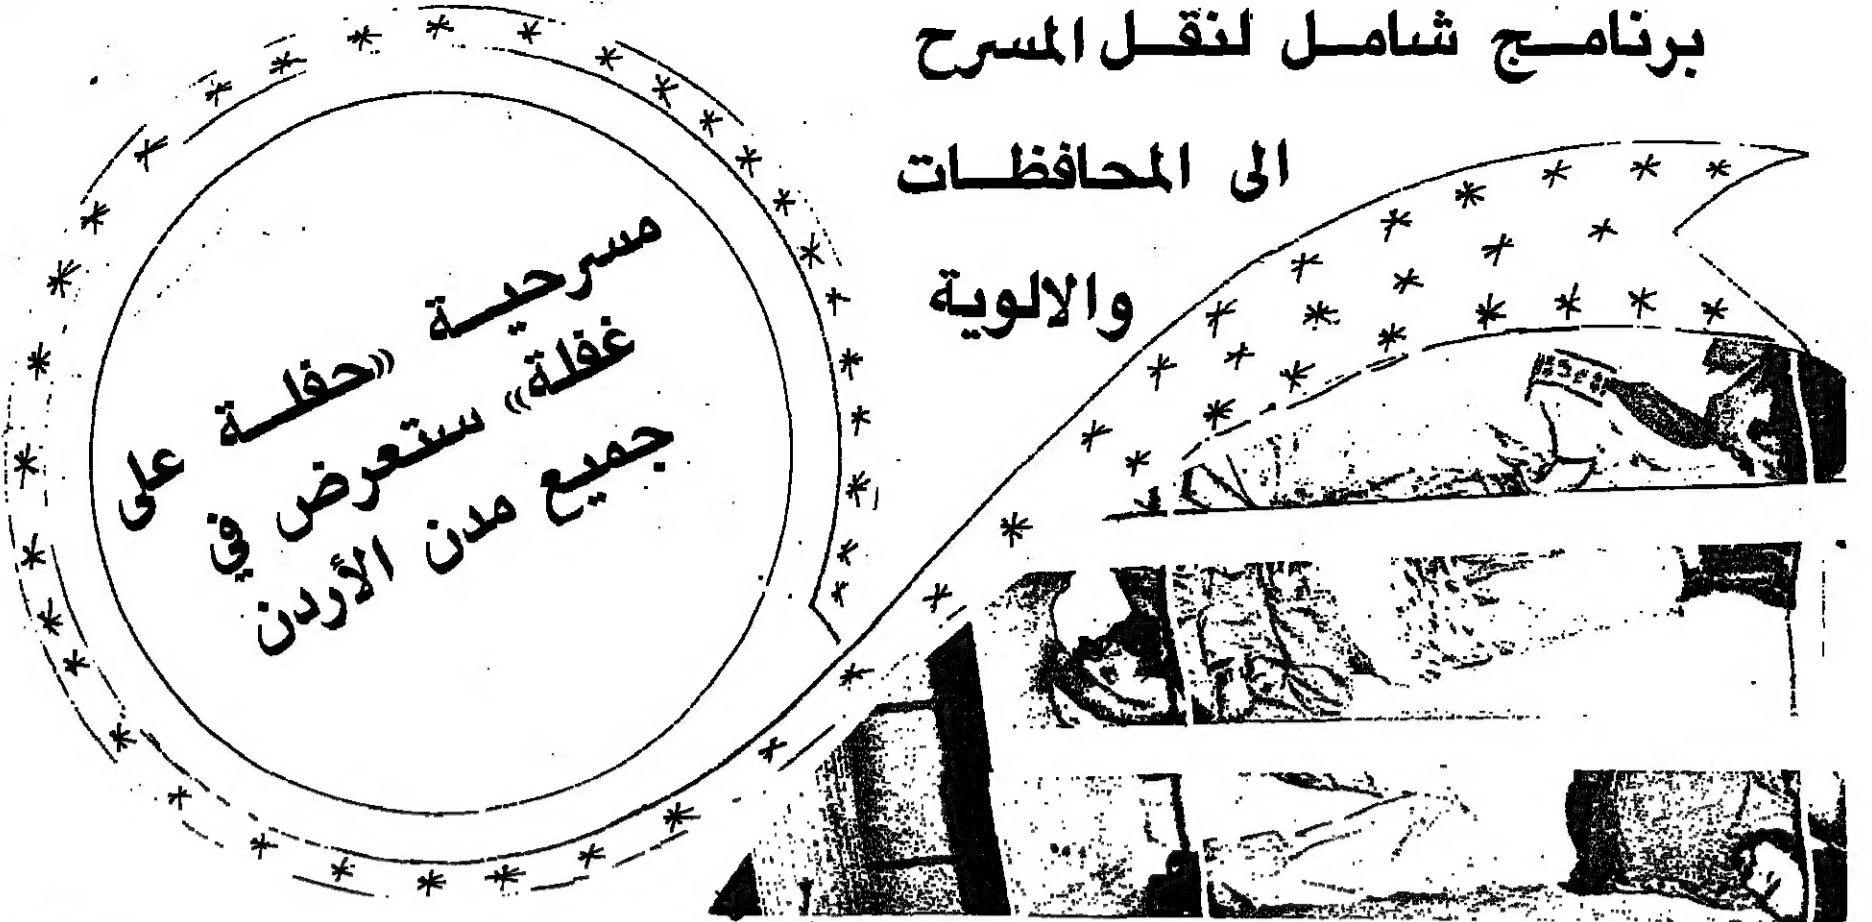 برنامج شامل لنقل المسرح
الى المحافظات
والالوية
مسرحية «حفلة على
غفلة» ستعرض في
جميع مدن الأردن